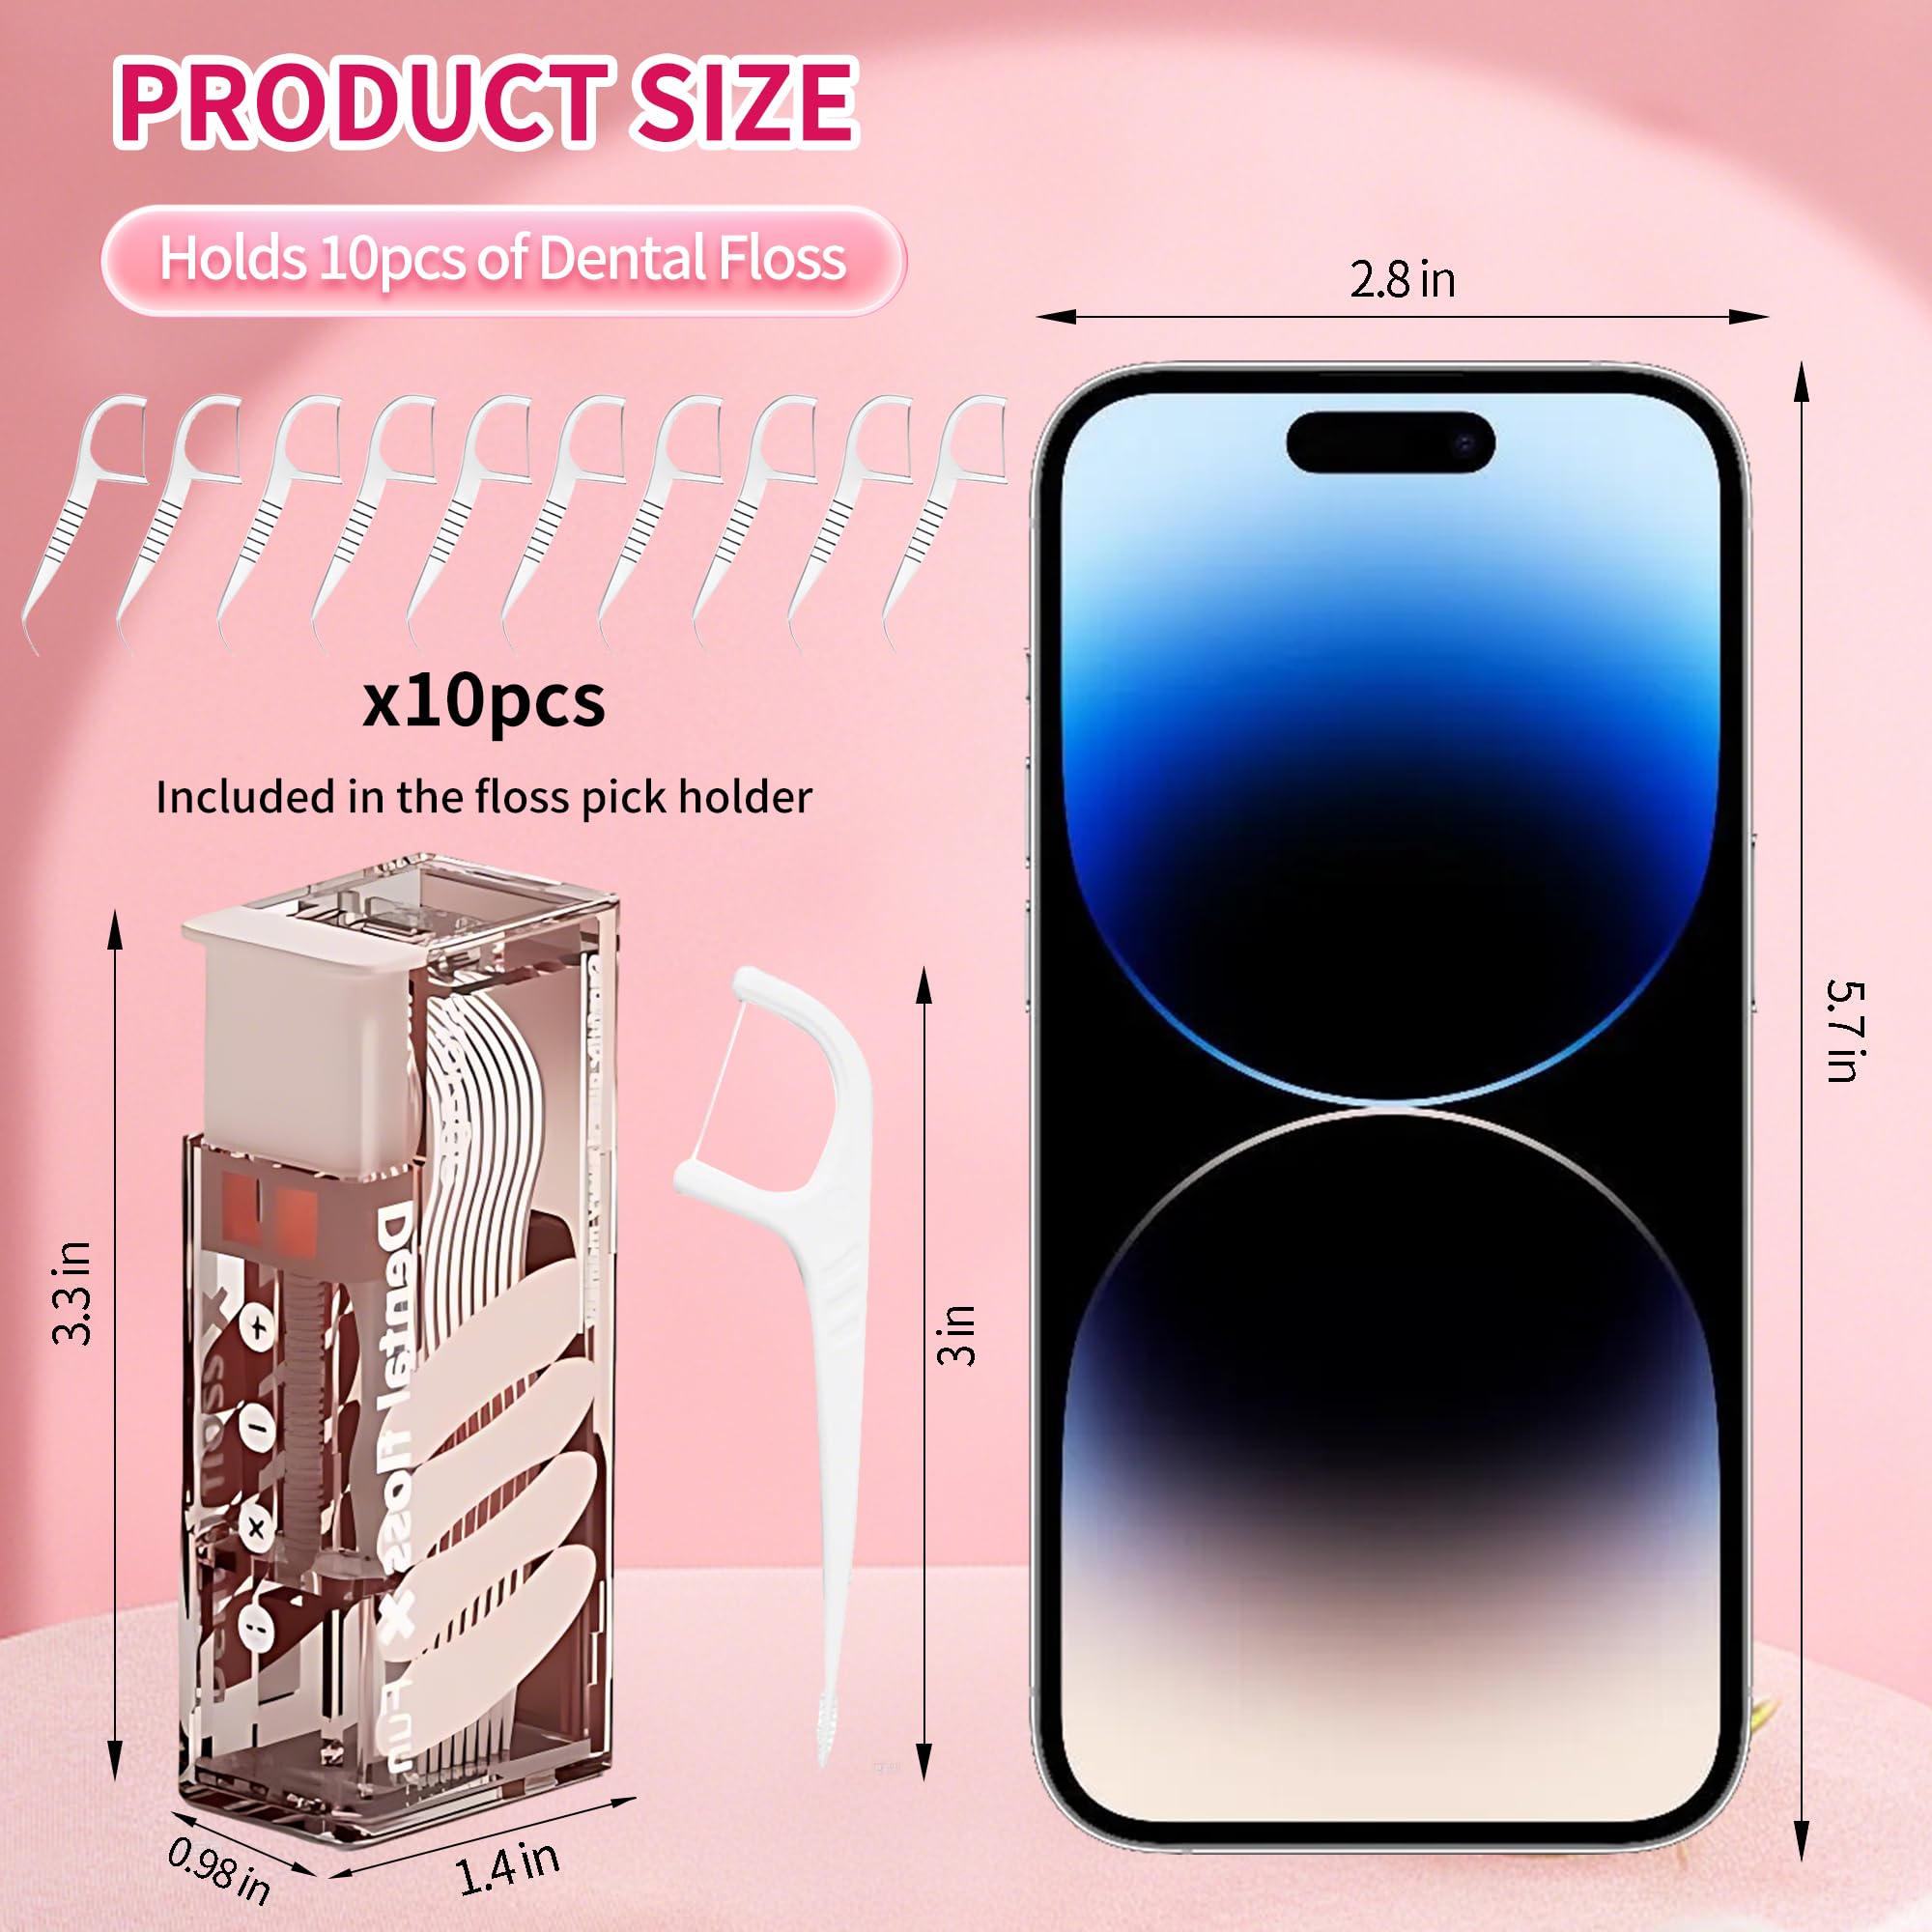 PRODUCT SIZE
Holds 10pcs of Dental Floss
2.8 in
x10pcs
Included in the floss pick holder
5.7 in
3.3 in
3 in
Dental floss x
0.98 in
1.4 in